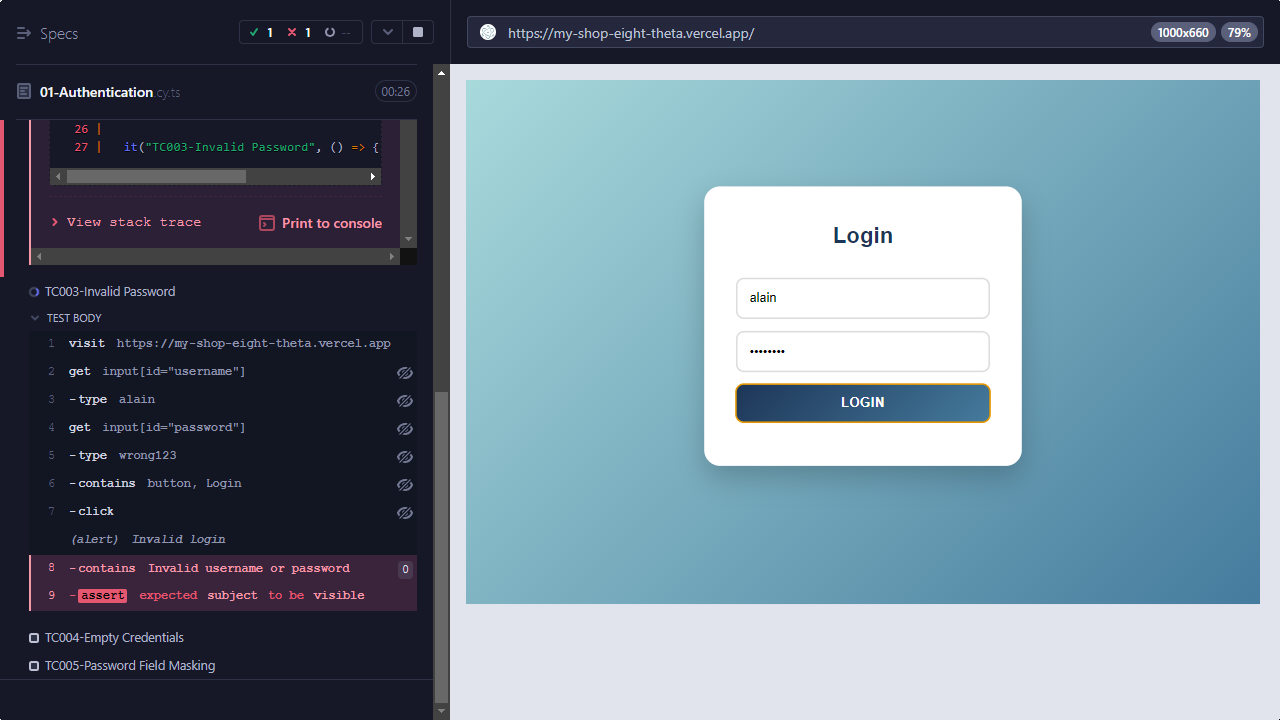 Specs
1
1
--
https://my-shop-eight-theta.vercel.app/
1000x660
79%
01-Authentication.cy.ts
00:26
26 |
27 | it("TC003-Invalid Password", () => {
View stack trace
Print to console
TC003-Invalid Password
TEST BODY
1 visit https://my-shop-eight-theta.vercel.app
2 get input[id="username"]
3 -type alain
4 get input[id="password"]
5 -type wrong123
6 -contains button, Login
7 -click
(alert) Invalid login
8 -contains Invalid username or password 0
9 -assert expected subject to be visible
TC004-Empty Credentials
TC005-Password Field Masking
Login
alain
••••••••
LOGIN